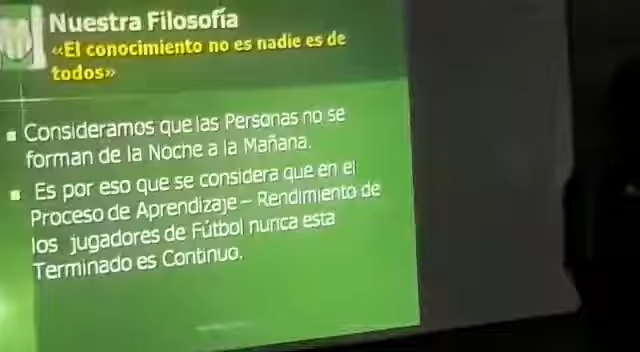 Nuestra Filosofía
«El conocimiento no es nadie es de
todos»
▪ Consideramos que las Personas no se
forman de la Noche a la Mañana.
▪ Es por eso que se considera que en el
Proceso de Aprendizaje – Rendimiento de
los jugadores de Fútbol nunca esta
Terminado es Continuo.